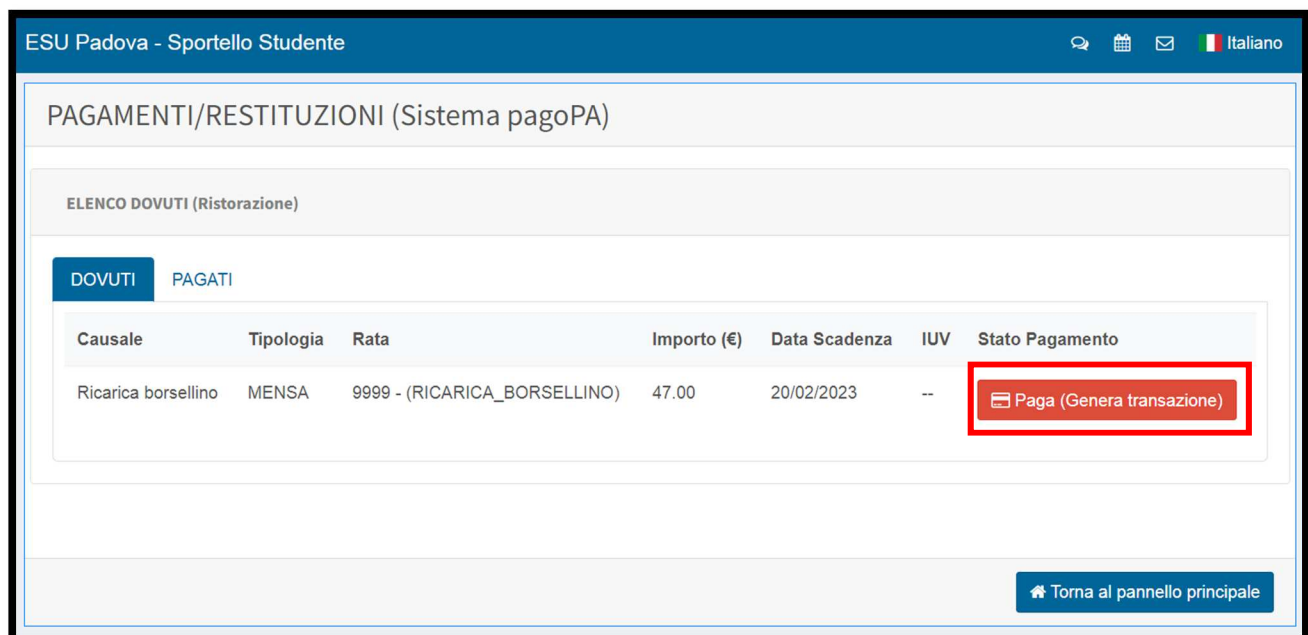 ESU Padova - Sportello Studente Italiano
PAGAMENTI/RESTITUZIONI (Sistema pagoPA)
ELENCO DOVUTI (Ristorazione)
DOVUTI PAGATI
Causale Tipologia Rata Importo (€) Data Scadenza IUV Stato Pagamento
Ricarica borsellino MENSA 9999 - (RICARICA_BORSELLINO) 47.00 20/02/2023 -- Paga (Genera transazione)
Torna al pannello principale